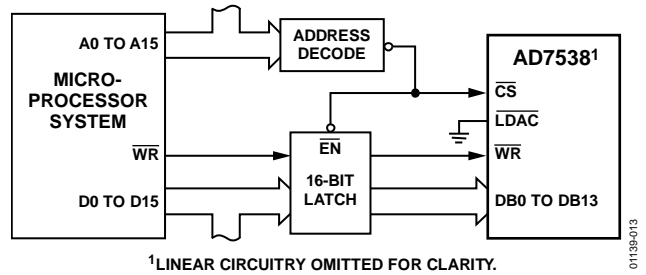 A0 TO A15
MICRO-
PROCESSOR
SYSTEM
WR
D0 TO D15
ADDRESS
DECODE
EN
16-BIT
LATCH
AD7538¹
CS
LDAC
WR
DB0 TO DB13
¹LINEAR CIRCUITRY OMITTED FOR CLARITY.
01139-013